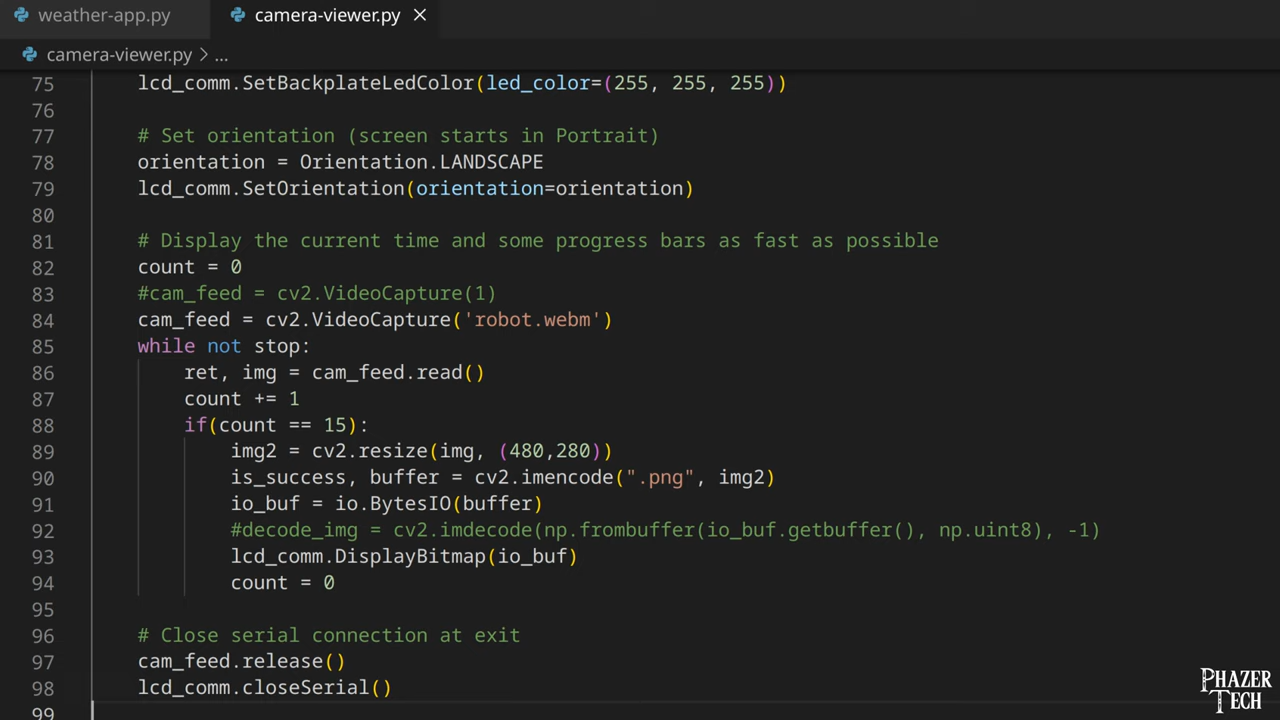 weather-app.py
camera-viewer.py
camera-viewer.py > ...
75 lcd_comm.SetBackplateLedColor(led_color=(255, 255, 255))
76
77 # Set orientation (screen starts in Portrait)
78 orientation = Orientation.LANDSCAPE
79 lcd_comm.SetOrientation(orientation=orientation)
80
81 # Display the current time and some progress bars as fast as possible
82 count = 0
83 #cam_feed = cv2.VideoCapture(1)
84 cam_feed = cv2.VideoCapture('robot.webm')
85 while not stop:
86 ret, img = cam_feed.read()
87 count += 1
88 if(count == 15):
89 img2 = cv2.resize(img, (480,280))
90 is_success, buffer = cv2.imencode(".png", img2)
91 io_buf = io.BytesIO(buffer)
92 #decode_img = cv2.imdecode(np.frombuffer(io_buf.getbuffer(), np.uint8), -1)
93 lcd_comm.DisplayBitmap(io_buf)
94 count = 0
95
96 # Close serial connection at exit
97 cam_feed.release()
98 lcd_comm.closeSerial()
99
PHAZER
TECH